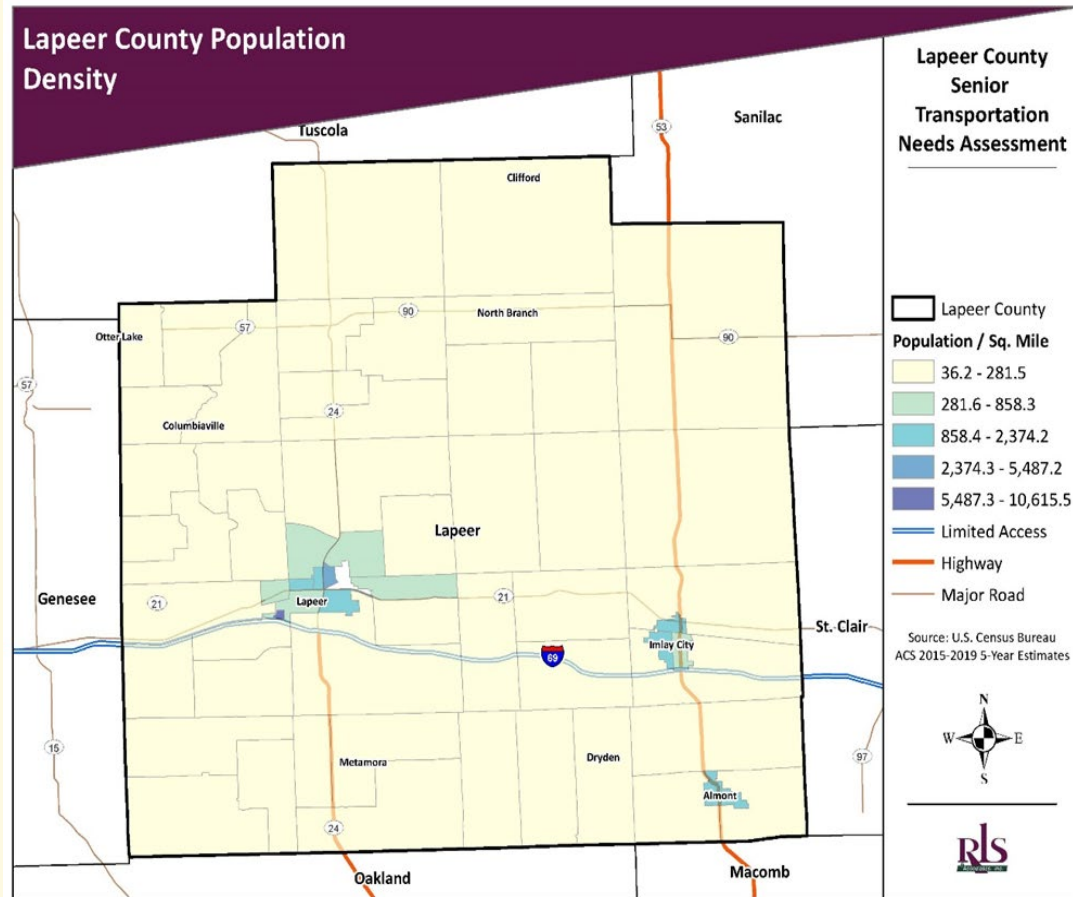 Lapeer County Population
Density
Lapeer County
Senior
Transportation
Needs Assessment
Tuscola
53
Sanilac
Clifford
57
90
North Branch
90
Otter Lake
57
24
Columbiaville
Lapeer
Genesee
21
Lapeer
21
St. Clair
Imlay City
69
15
Metamora
Dryden
97
Almont
24
Oakland
Macomb
Lapeer County
Population / Sq. Mile
36.2 - 281.5
281.6 - 858.3
858.4 - 2,374.2
2,374.3 - 5,487.2
5,487.3 - 10,615.5
Limited Access
Highway
Major Road
Source: U.S. Census Bureau
ACS 2015-2019 5-Year Estimates
N
W E
S
RLS